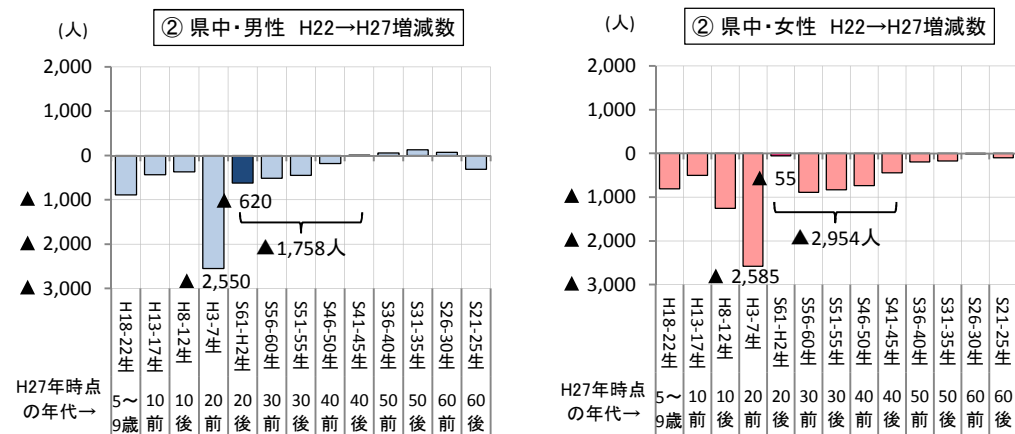 (人)
② 県中・男性 H22→H27増減数
2,000
1,000
0
▲ 1,000
▲ 2,000
▲ 3,000
▲ 620
▲ 1,758人
▲ 2,550
H18-22生
H13-17生
H8-12生
H3-7生
S61-H2生
S56-60生
S51-55生
S46-50生
S41-45生
S36-40生
S31-35生
S26-30生
S21-25生
H27年時点
の年代→
5～9歳
10前
10後
20前
20後
30前
30後
40前
40後
50前
50後
60前
60後
(人)
② 県中・女性 H22→H27増減数
2,000
1,000
0
▲ 1,000
▲ 2,000
▲ 3,000
▲ 55
▲ 2,954人
▲ 2,585
H18-22生
H13-17生
H8-12生
H3-7生
S61-H2生
S56-60生
S51-55生
S46-50生
S41-45生
S36-40生
S31-35生
S26-30生
S21-25生
H27年時点
の年代→
5～9歳
10前
10後
20前
20後
30前
30後
40前
40後
50前
50後
60前
60後